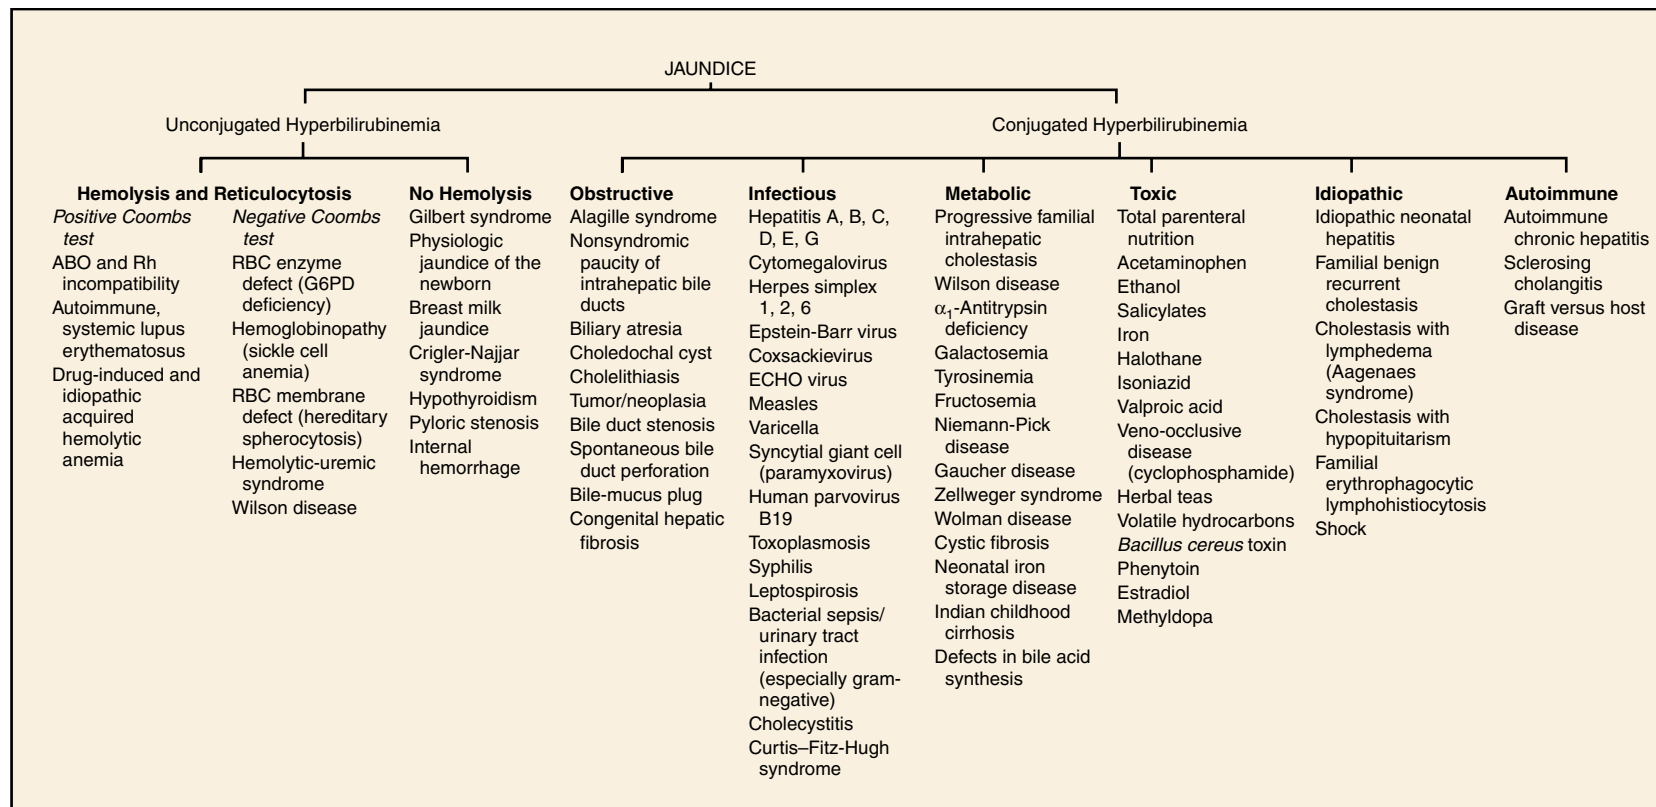 JAUNDICE
Unconjugated Hyperbilirubinemia
Conjugated Hyperbilirubinemia
Hemolysis and Reticulocytosis
Positive Coombs
test
ABO and Rh
incompatibility
Autoimmune,
systemic lupus
erythematosus
Drug-induced and
idiopathic
acquired
hemolytic
anemia
Negative Coombs
test
RBC enzyme
defect (G6PD
deficiency)
Hemoglobinopathy
(sickle cell
anemia)
RBC membrane
defect (hereditary
spherocytosis)
Hemolytic-uremic
syndrome
Wilson disease
No Hemolysis
Gilbert syndrome
Physiologic
jaundice of the
newborn
Breast milk
jaundice
Crigler-Najjar
syndrome
Hypothyroidism
Pyloric stenosis
Internal
hemorrhage
Obstructive
Alagille syndrome
Nonsyndromic
paucity of
intrahepatic bile
ducts
Biliary atresia
Choledochal cyst
Cholelithiasis
Tumor/neoplasia
Bile duct stenosis
Spontaneous bile
duct perforation
Bile-mucus plug
Congenital hepatic
fibrosis
Infectious
Hepatitis A, B, C,
D, E, G
Cytomegalovirus
Herpes simplex
1, 2, 6
Epstein-Barr virus
Coxsackievirus
ECHO virus
Measles
Varicella
Syncytial giant cell
(paramyxovirus)
Human parvovirus
B19
Toxoplasmosis
Syphilis
Leptospirosis
Bacterial sepsis/
urinary tract
infection
(especially gram-
negative)
Cholecystitis
Curtis–Fitz-Hugh
syndrome
Metabolic
Progressive familial
intrahepatic
cholestasis
Wilson disease
α1-Antitrypsin
deficiency
Galactosemia
Tyrosinemia
Fructosemia
Niemann-Pick
disease
Gaucher disease
Zellweger syndrome
Wolman disease
Cystic fibrosis
Neonatal iron
storage disease
Indian childhood
cirrhosis
Defects in bile acid
synthesis
Toxic
Total parenteral
nutrition
Acetaminophen
Ethanol
Salicylates
Iron
Halothane
Isoniazid
Valproic acid
Veno-occlusive
disease
(cyclophosphamide)
Herbal teas
Volatile hydrocarbons
Bacillus cereus toxin
Phenytoin
Estradiol
Methyldopa
Idiopathic
Idiopathic neonatal
hepatitis
Familial benign
recurrent
cholestasis
Cholestasis with
lymphedema
(Aagenaes
syndrome)
Cholestasis with
hypopituitarism
Familial
erythrophagocytic
lymphohistiocytosis
Shock
Autoimmune
Autoimmune
chronic hepatitis
Sclerosing
cholangitis
Graft versus host
disease